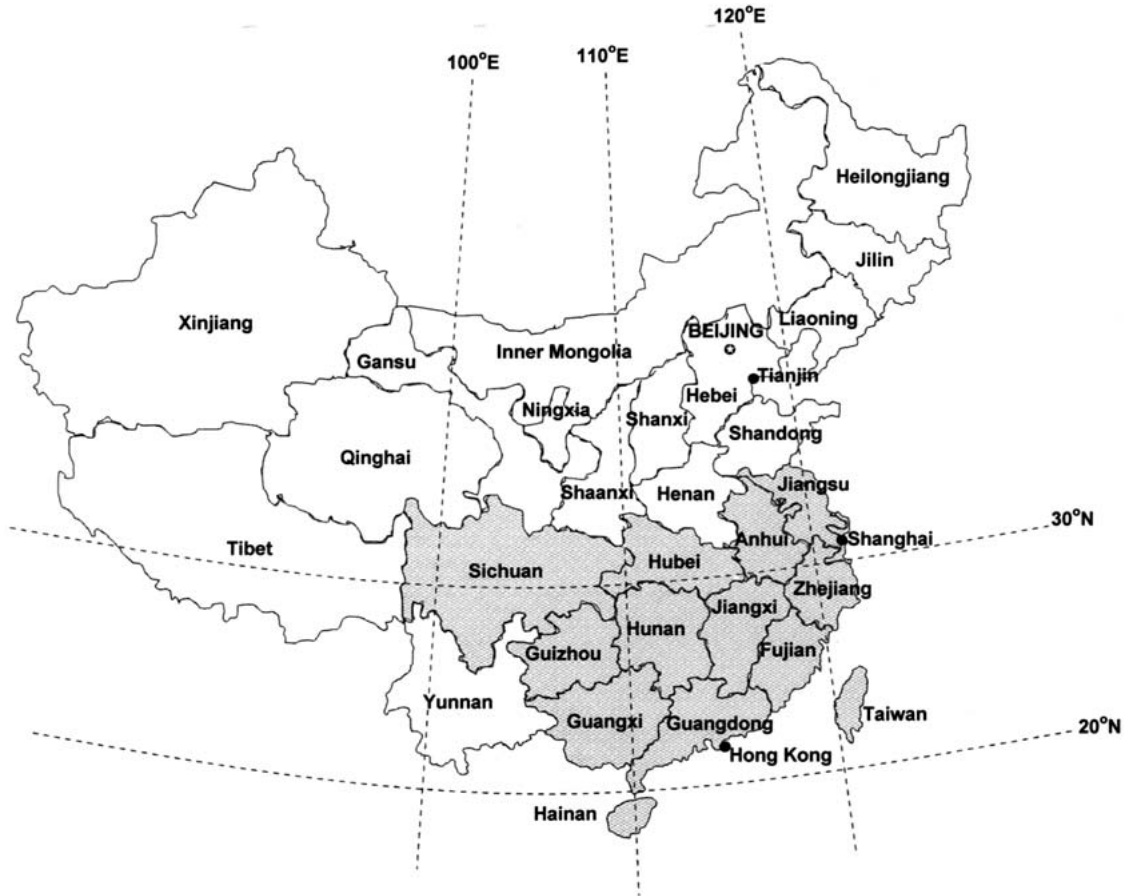 120°E
110°E
100°E
Heilongjiang
Jilin
Liaoning
Xinjiang
BEIJING
Inner Mongolia
Gansu
Tianjin
Hebei
Ningxia
Shanxi
Shandong
Qinghai
Jiangsu
Shaanxi
Henan
30°N
Shanghai
Anhui
Tibet
Hubei
Sichuan
Zhejiang
Jiangxi
Hunan
Fujian
Guizhou
Yunnan
Taiwan
Guangxi
Guangdong
20°N
Hong Kong
Hainan